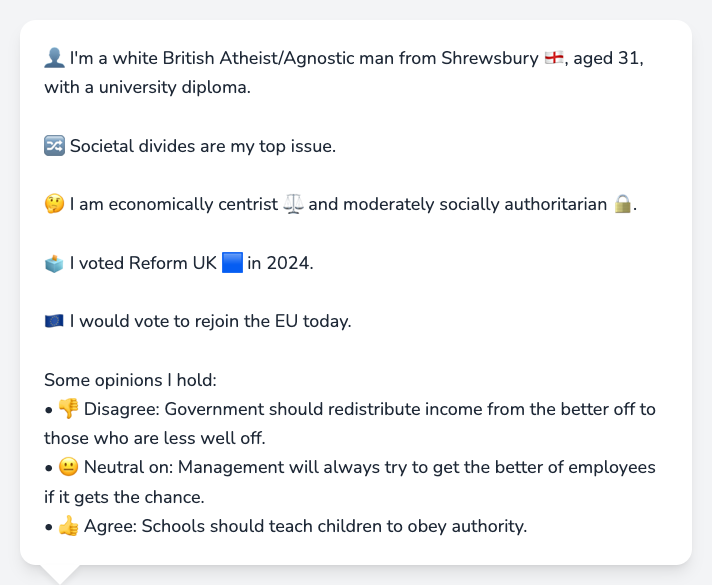 👤 I'm a white British Atheist/Agnostic man from Shrewsbury 🏴󠁧󠁢󠁥󠁮󠁧󠁿, aged 31,
with a university diploma.
🔀 Societal divides are my top issue.
🤔 I am economically centrist ⚖️ and moderately socially authoritarian 🔒.
🗳️ I voted Reform UK 🟦 in 2024.
🇪🇺 I would vote to rejoin the EU today.
Some opinions I hold:
• 👎 Disagree: Government should redistribute income from the better off to
those who are less well off.
• 😐 Neutral on: Management will always try to get the better of employees
if it gets the chance.
• 👍 Agree: Schools should teach children to obey authority.